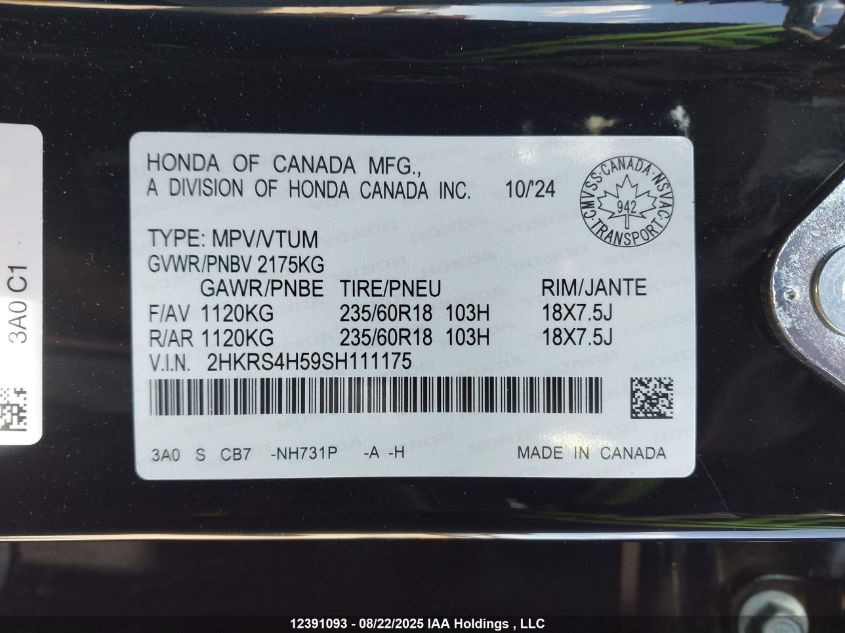 3A0 C1
HONDA OF CANADA MFG.,
A DIVISION OF HONDA CANADA INC. 10/'24
CMVSS · CANADA · NSVAC · TRANSPORT ·
942
TYPE: MPV/VTUM
GVWR/PNBV 2175KG
GAWR/PNBE TIRE/PNEU RIM/JANTE
F/AV 1120KG 235/60R18 103H 18X7.5J
R/AR 1120KG 235/60R18 103H 18X7.5J
V.I.N. 2HKRS4H59SH111175
3A0 S CB7 -NH731P -A -H MADE IN CANADA
12391093 - 08/22/2025 IAA Holdings , LLC